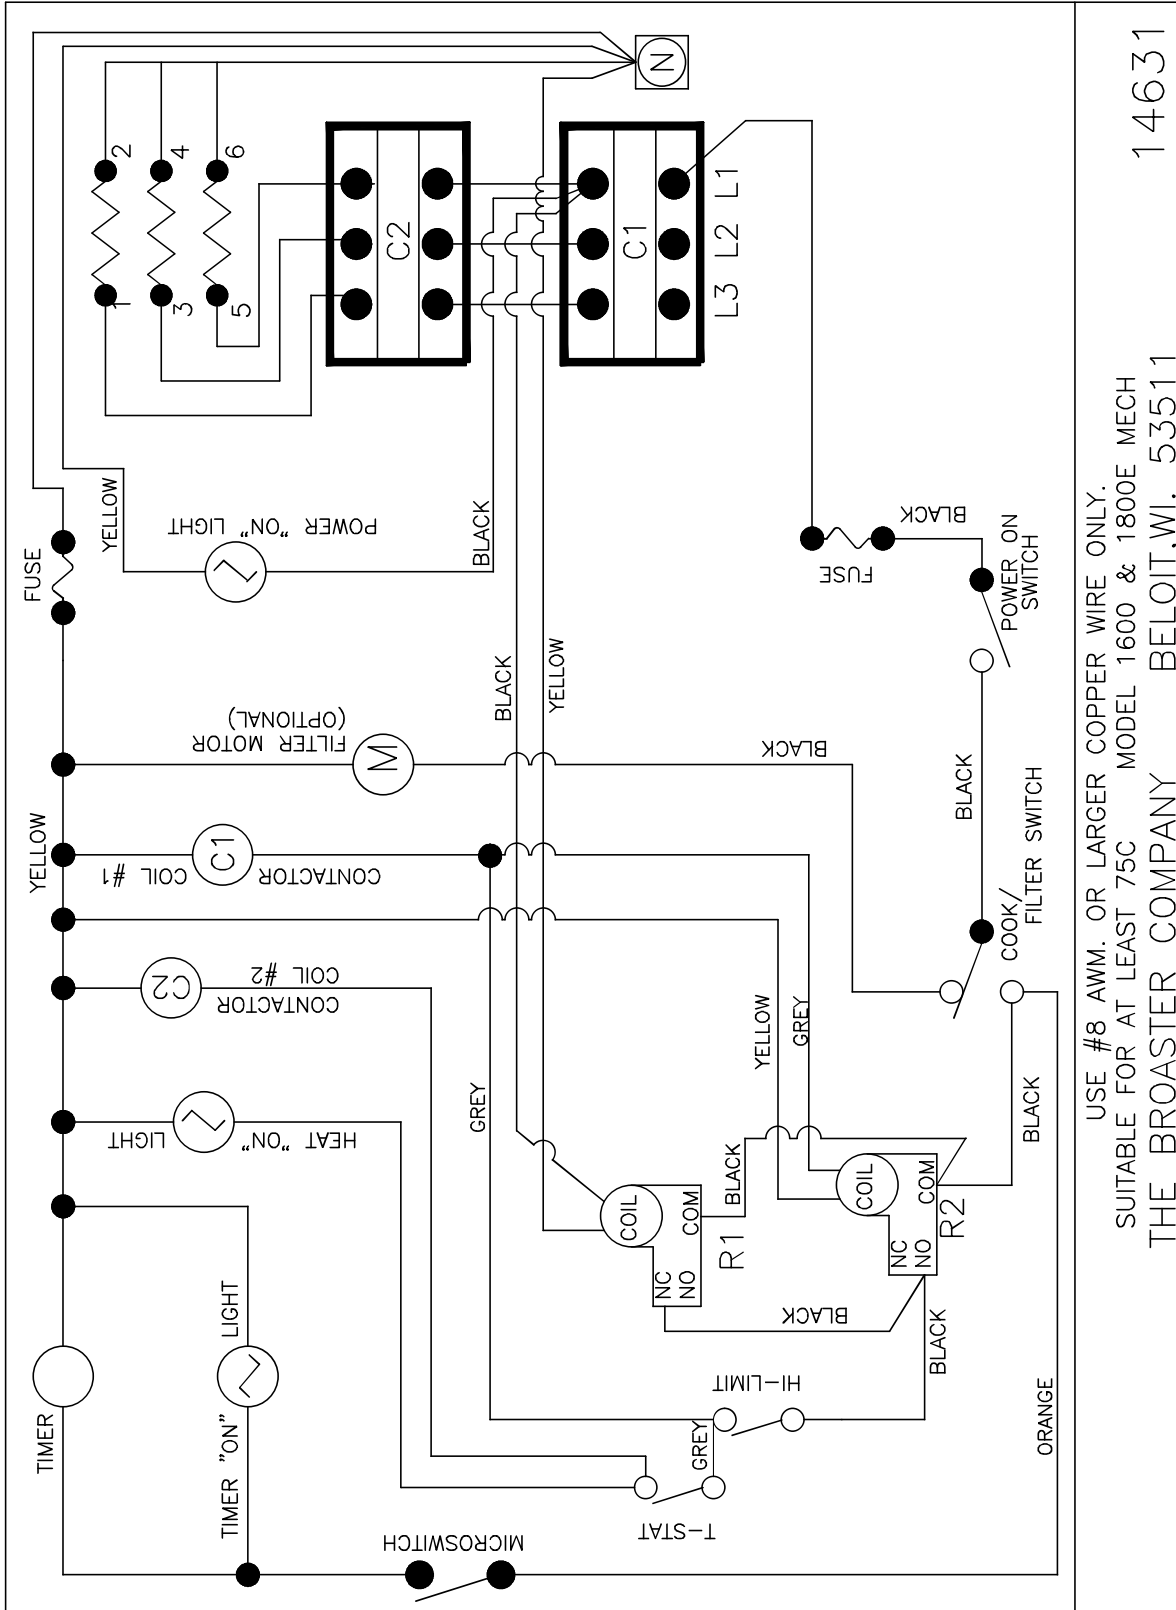 N
2
4
6
1
3
5
C2
C1
L1
L2
L3
FUSE
YELLOW
POWER "ON" LIGHT
BLACK
FUSE
BLACK
POWER ON
SWITCH
BLACK
YELLOW
FILTER MOTOR
(OPTIONAL)
M
BLACK
BLACK
YELLOW
C1
CONTACTOR COIL #1
COOK/
FILTER SWITCH
C2
CONTACTOR
COIL #2
YELLOW
GREY
GREY
BLACK
HEAT "ON" LIGHT
COIL
COM
NC
NO
R1
BLACK
COIL
COM
NC
NO
R2
BLACK
BLACK
TIMER
TIMER "ON" LIGHT
HI-LIMIT
GREY
T-STAT
ORANGE
MICROSWITCH
USE #8 AWM. OR LARGER COPPER WIRE ONLY.
SUITABLE FOR AT LEAST 75C MODEL 1600 & 1800E MECH
THE BROASTER COMPANY BELOIT,WI. 53511
14631